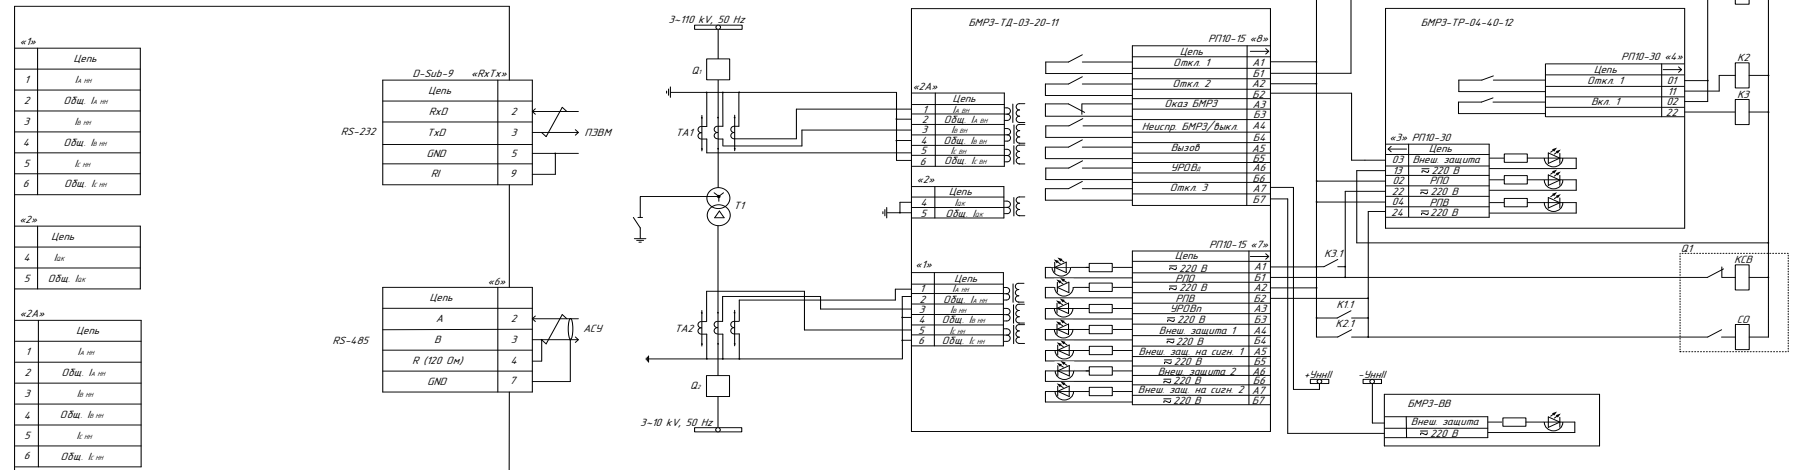 «1»
Цепь
1 IА НН
2 Общ. IА НН
3 IВ НН
4 Общ. IВ НН
5 IС НН
6 Общ. IС НН
«2»
Цепь
4 I0К
5 Общ. I0К
«2А»
Цепь
1 IА НН
2 Общ. IА НН
3 IВ НН
4 Общ. IВ НН
5 IС НН
6 Общ. IС НН
D-Sub-9 «RxTx»
Цепь
RxD 2
TxD 3
GND 5
RI 9
RS-232
ПЭВМ
«6»
Цепь
A 2
B 3
R (120 Ом) 4
GND 7
RS-485
АСУ
3~110 kV, 50 Hz
Q1
TA1
T1
TA2
Q2
3~10 kV, 50 Hz
БМРЗ-ТД-03-20-11
«2А»
Цепь
1 IА ВН
2 Общ. IА ВН
3 IВ ВН
4 Общ. IВ ВН
5 IС ВН
6 Общ. IС ВН
«2»
Цепь
4 I0К
5 Общ. I0К
«1»
Цепь
1 IА НН
2 Общ. IА НН
3 IВ НН
4 Общ. IВ НН
5 IС НН
6 Общ. IС НН
РП10-15 «8»
Цепь
Откл. 1 А1
Б1
Откл. 2 А2
Б2
Оказ БМРЗ А3
Б3
Неиспр. БМРЗ/выкл. А4
Б4
Вызов А5
Б5
УРОВд А6
Б6
Откл. 3 А7
Б7
РП10-15 «7»
Цепь
220 В А1
РПО Б1
220 В А2
РПВ Б2
УРОВп А3
220 В Б3
Внеш. защита 1 А4
220 В Б4
Внеш. защ. на сигн. 1 А5
220 В Б5
Внеш. защита 2 А6
220 В Б6
Внеш. защ. на сигн. 2 А7
220 В Б7
БМРЗ-ТР-04-40-12
РП10-30 «4»
Цепь
Откл. 1 01
11
Вкл. 1 02
22
K2
K3
«3» РП10-30
Цепь
03 Внеш. защита
13 220 В
02 РПО
22 220 В
04 РПВ
24 220 В
K3.1
K1.1
K2.1
Q1
КСВ
СО
+УннII
-УннII
БМРЗ-ВВ
Внеш. защита
220 В